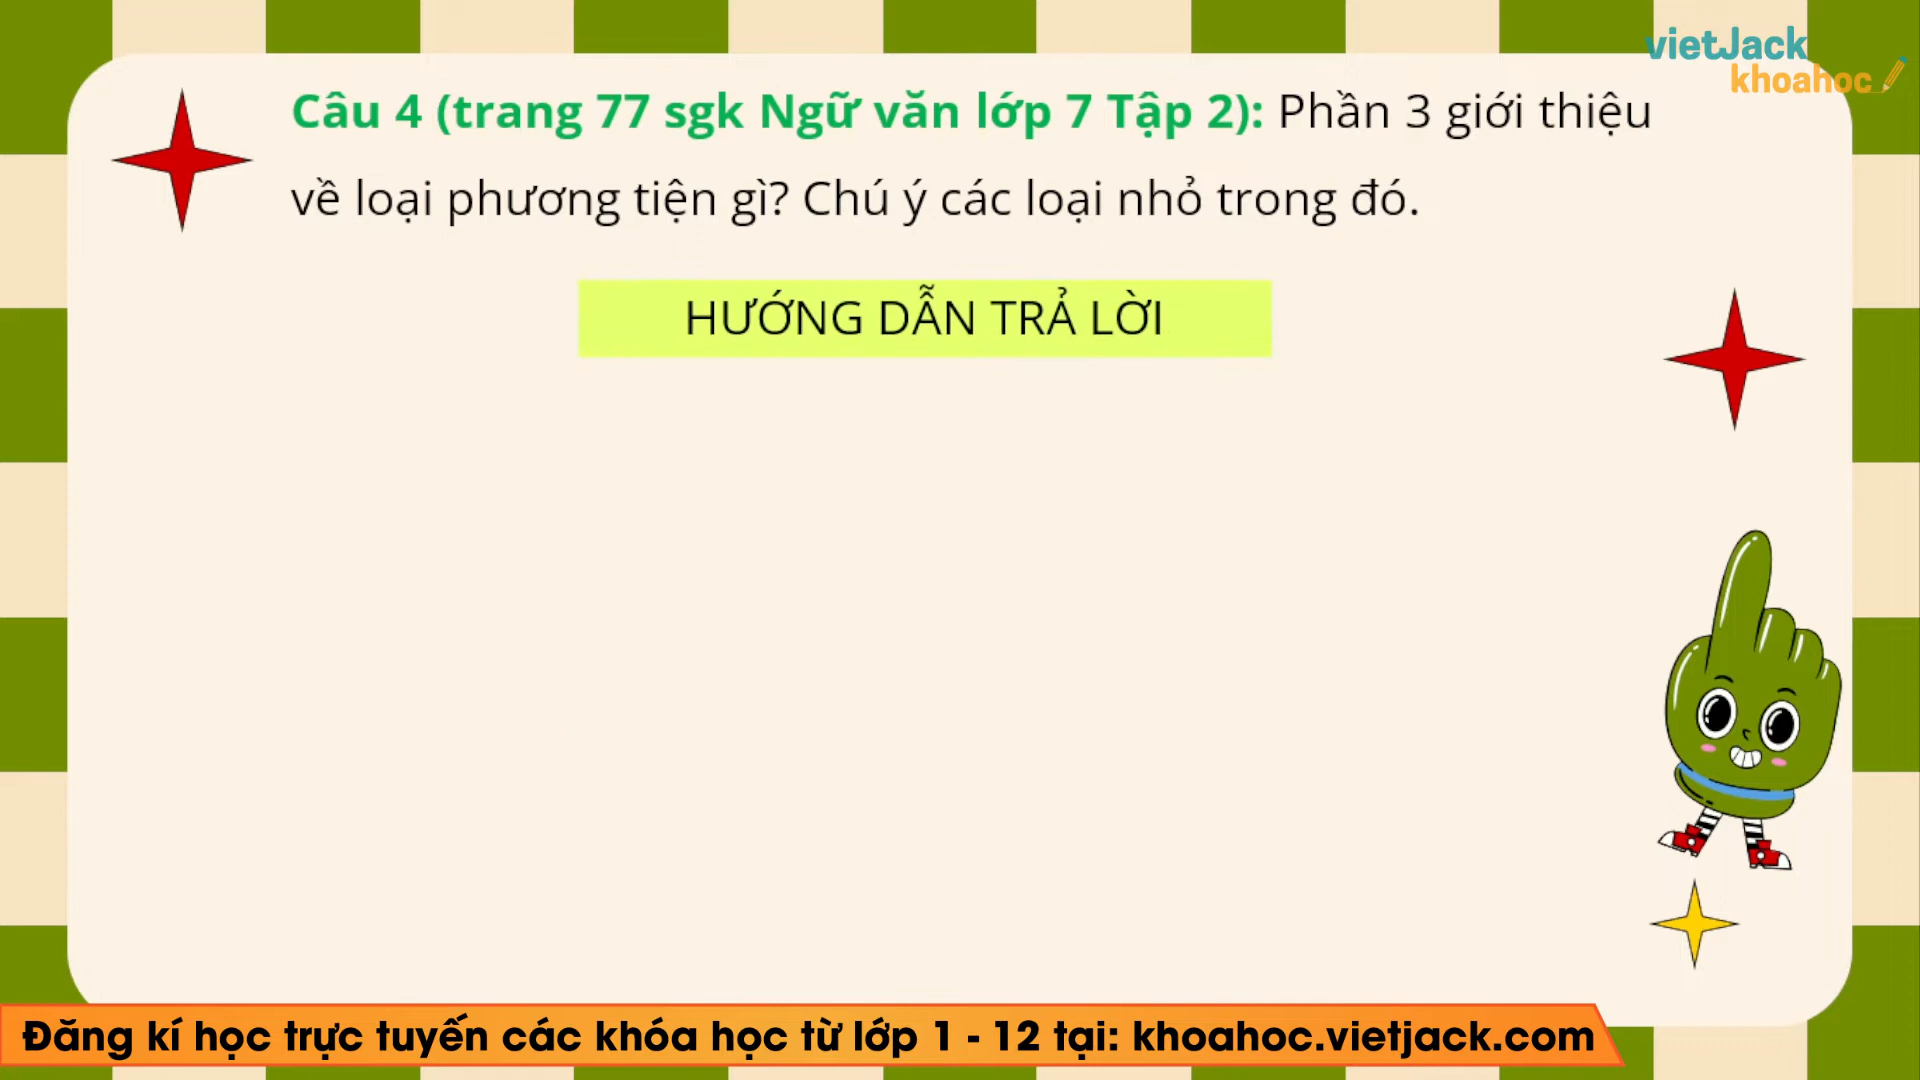 vietJack
khoahoc
Câu 4 (trang 77 sgk Ngữ văn lớp 7 Tập 2): Phần 3 giới thiệu
về loại phương tiện gì? Chú ý các loại nhỏ trong đó.
HƯỚNG DẪN TRẢ LỜI
Đăng kí học trực tuyến các khóa học từ lớp 1 - 12 tại: khoahoc.vietjack.com